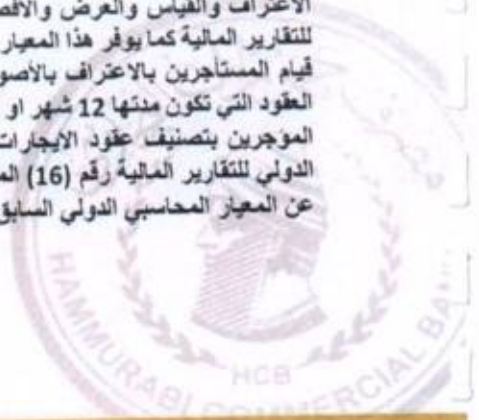 الاعتراف والقياس والعرض والافص
للتقارير المالية كما يوفر هذا المعيار
قيام المستأجرين بالاعتراف بالأصو
العقود التي تكون مدتها 12 شهر او
المؤجرين بتصنيف عقود الايجارات
الدولي للتقارير المالية رقم (16) الم
عن المعيار المحاسبي الدولي السابق
HCB
HAMMURABI COMMERCIAL BA